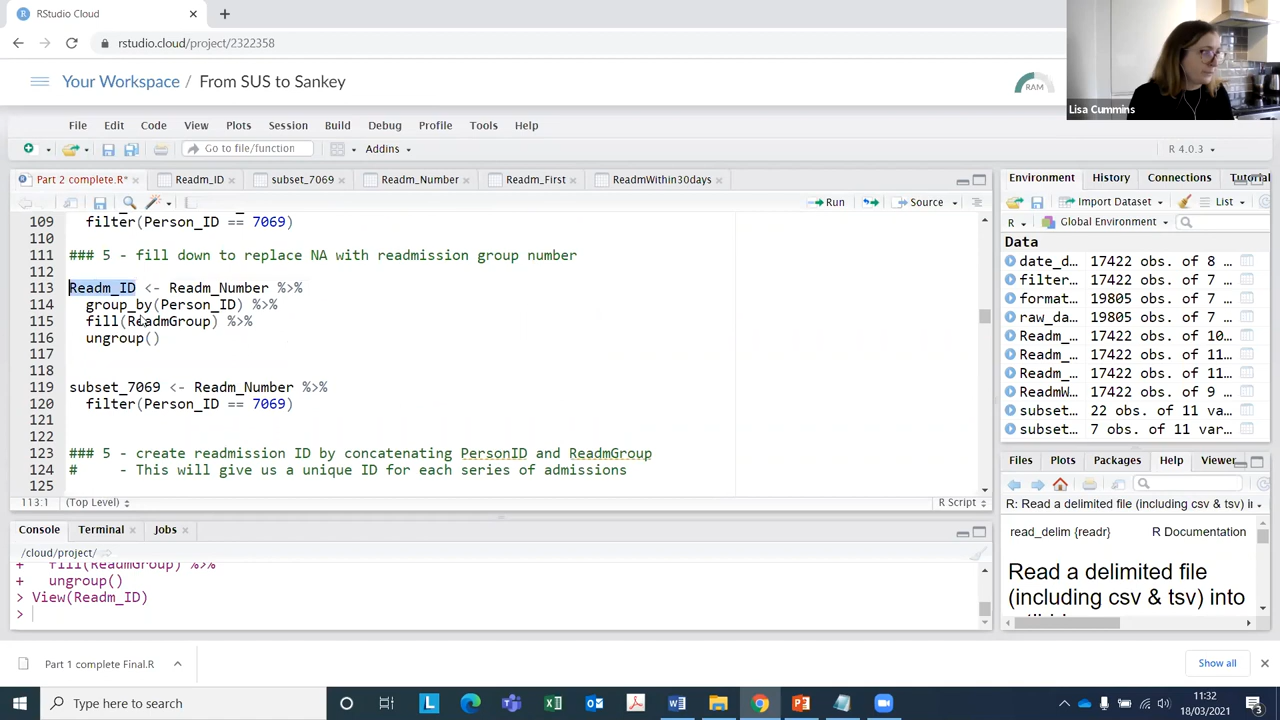 RStudio Cloud
rstudio.cloud/project/2322358
Your Workspace / From SUS to Sankey
RAM
Lisa Cummins
File Edit Code View Plots Session Build Debug Profile Tools Help
Go to file/function
Addins
R 4.0.3
Part 2 complete.R*
Readm_ID
subset_7069
Readm_Number
Readm_First
ReadmWithin30days
Run
Source
109 filter(Person_ID == 7069)
110
111 ### 5 - fill down to replace NA with readmission group number
112
113 Readm_ID <- Readm_Number %>%
114 group_by(Person_ID) %>%
115 fill(ReadmGroup) %>%
116 ungroup()
117
118
119 subset_7069 <- Readm_Number %>%
120 filter(Person_ID == 7069)
121
122
123 ### 5 - create readmission ID by concatenating PersonID and ReadmGroup
124 # - This will give us a unique ID for each series of admissions
125
113:1 (Top Level) R Script
Console Terminal Jobs
/cloud/project/
+ fill(ReadmGroup) %>%
+ ungroup()
> View(Readm_ID)
>
Environment History Connections Tutorial
Import Dataset List
R Global Environment
Data
date_d… 17422 obs. of 8
filter… 17422 obs. of 7
format… 19805 obs. of 7
raw_da… 19805 obs. of 7
Readm_… 17422 obs. of 10
Readm_… 17422 obs. of 11
Readm_… 17422 obs. of 11
ReadmW… 17422 obs. of 9
subset… 22 obs. of 11 va…
subset… 7 obs. of 11 var…
Files Plots Packages Help Viewer
R: Read a delimited file (including csv & tsv) i
read_delim {readr} R Documentation
Read a delimited file
(including csv & tsv) into
Part 1 complete Final.R
Show all
Type here to search
11:32
18/03/2021
3